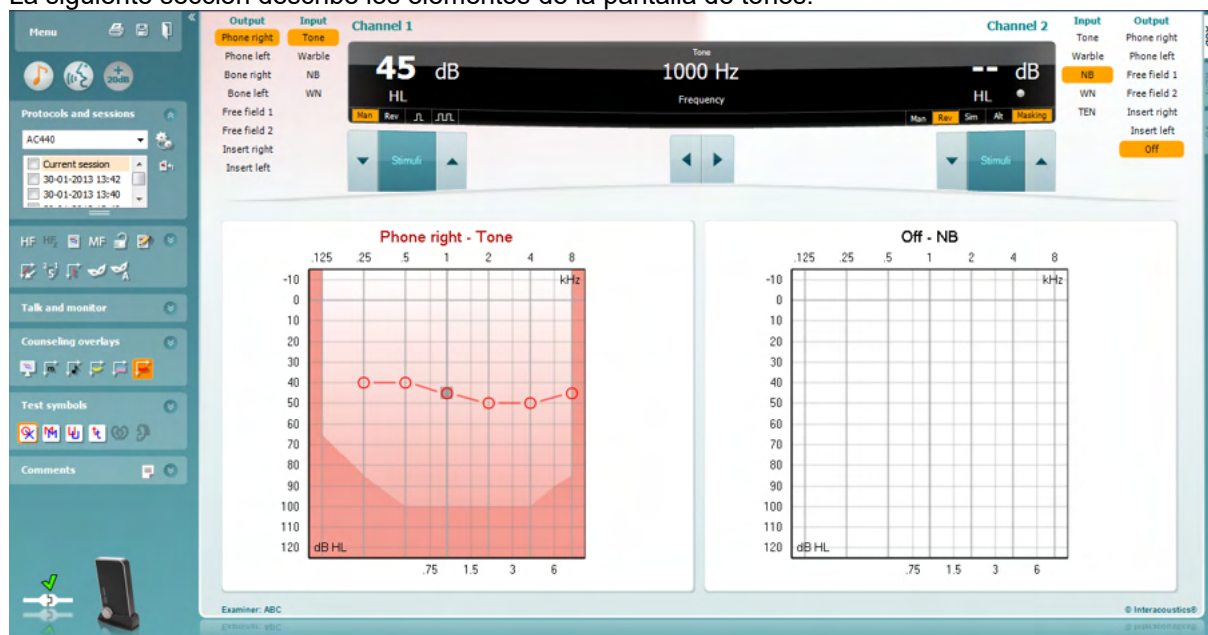 La siguiente sección describe los elementos de la pantalla de tonos.
Menu
20dB
Protocols and sessions
AC440
Current session
30-01-2013 13:42
30-01-2013 13:40
HF HF2 MF
Talk and monitor
Counseling overlays
Test symbols
Comments
Output Input Channel 1
Phone right Tone
Phone left Warble
Bone right NB
Bone left WN
Free field 1
Free field 2
Insert right
Insert left
45 dB
HL
Man Rev
Tone
1000 Hz
Frequency
-- dB
HL
Man Rev Sim Alt Masking
Stimuli
Stimuli
Channel 2 Input Output
Tone Phone right
Warble Phone left
NB Free field 1
WN Free field 2
TEN Insert right
Insert left
Off
Phone right - Tone
.125 .25 .5 1 2 4 8
kHz
-10
0
10
20
30
40
50
60
70
80
90
100
110
120 dB HL
.75 1.5 3 6
Off - NB
.125 .25 .5 1 2 4 8
kHz
-10
0
10
20
30
40
50
60
70
80
90
100
110
120 dB HL
.75 1.5 3 6
Examiner: ABC
© Interacoustics®